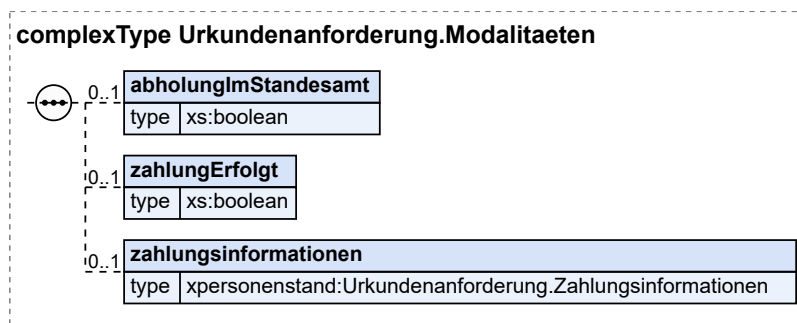 complexType Urkundenanforderung.Modalitaeten
0..1 abholungImStandesamt
type xs:boolean
0..1 zahlungErfolgt
type xs:boolean
0..1 zahlungsinformationen
type xpersonenstand:Urkundenanforderung.Zahlungsinformationen